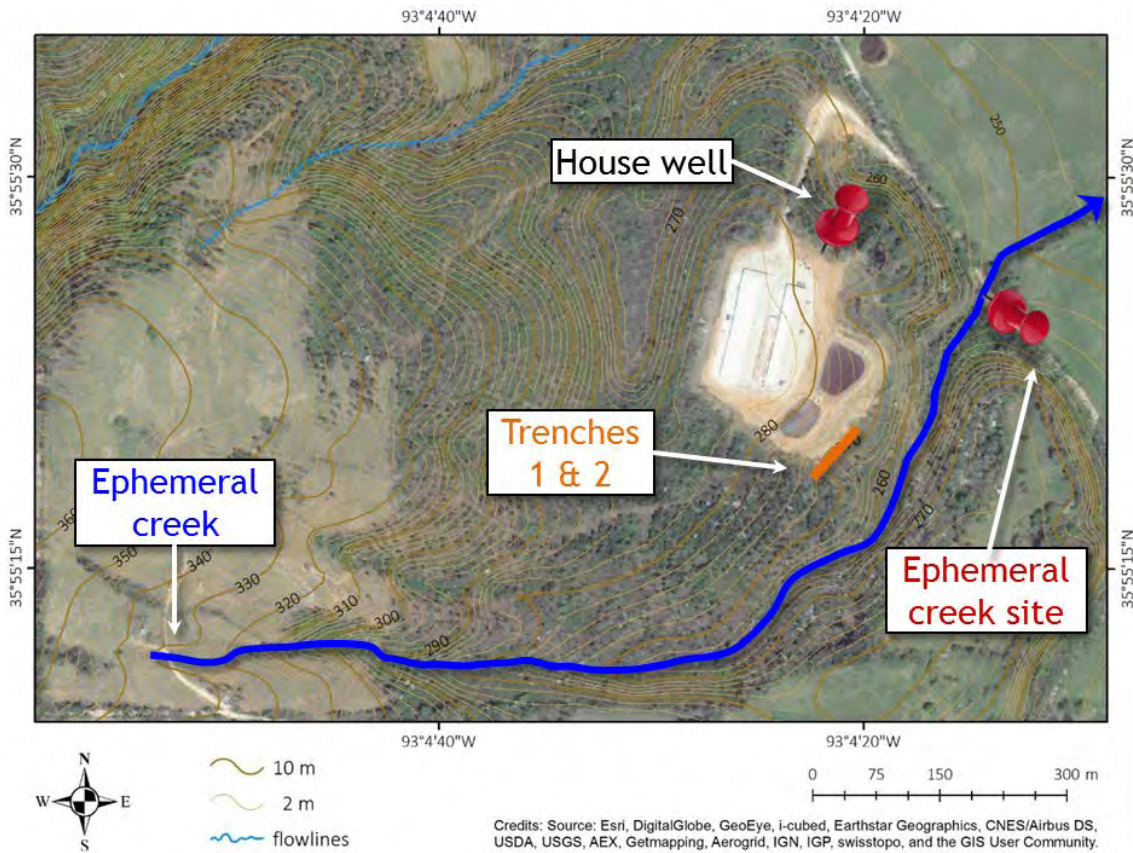 93°4'40"W
93°4'20"W
35°55'30"N
35°55'30"N
250
House well
260
270
Trenches
1 & 2
280
Ephemeral
creek
260
270
360
350
340
330
320
310
300
290
Ephemeral
creek site
35°55'15"N
35°55'15"N
93°4'40"W
93°4'20"W
N
W
E
S
10 m
2 m
flowlines
0
75
150
300 m
Credits: Source: Esri, DigitalGlobe, GeoEye, i-cubed, Earthstar Geographics, CNES/Airbus DS,
USDA, USGS, AEX, Getmapping, Aerogrid, IGN, IGP, swisstopo, and the GIS User Community.